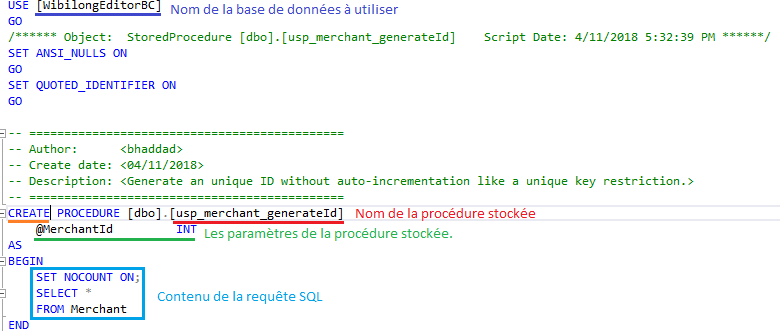 USE [WibilongEditorBC] Nom de la base de données à utiliser
GO
/****** Object:  StoredProcedure [dbo].[usp_merchant_generateId]    Script Date: 4/11/2018 5:32:39 PM ******/
SET ANSI_NULLS ON
GO
SET QUOTED_IDENTIFIER ON
GO
-- =============================================
-- Author:      <bhaddad>
-- Create date: <04/11/2018>
-- Description: <Generate an unique ID without auto-incrementation like a unique key restriction.>
-- =============================================
CREATE PROCEDURE [dbo].[usp_merchant_generateId] Nom de la procédure stockée
@MerchantId        INT Les paramètres de la procédure stockée.
AS
BEGIN
SET NOCOUNT ON;
SELECT * Contenu de la requête SQL
FROM Merchant
END